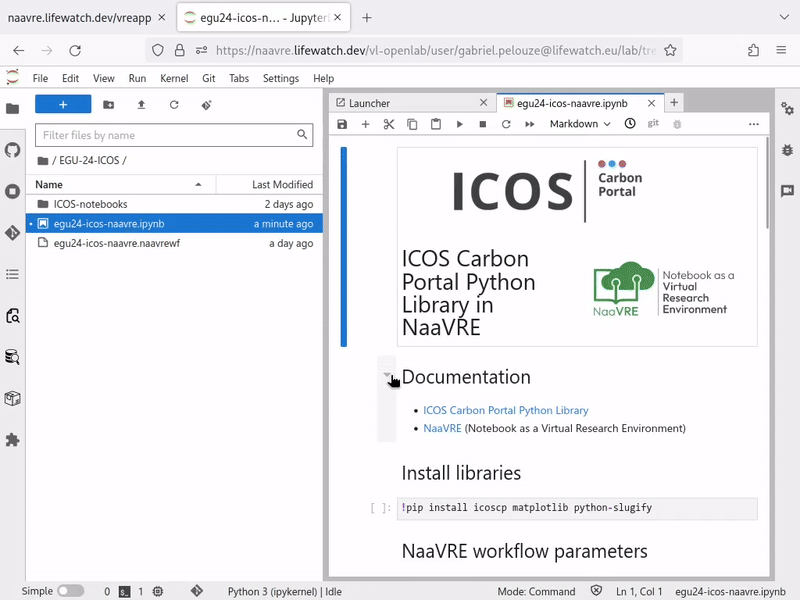 naavre.lifewatch.dev/vreapp
egu24-icos-n... - Jupyter
https://naavre.lifewatch.dev/vl-openlab/user/gabriel.pelouze@lifewatch.eu/lab/tre
File Edit View Run Kernel Git Tabs Settings Help
Filter files by name
/ EGU-24-ICOS /
Name Last Modified
ICOS-notebooks 2 days ago
egu24-icos-naavre.ipynb a minute ago
egu24-icos-naavre.naavrewf a day ago
Launcher
egu24-icos-naavre.ipynb
Markdown
git
ICOS
Carbon
Portal
ICOS Carbon
Portal Python
Library in
NaaVRE
NaaVRE
Notebook as a
Virtual
Research
Environment
Documentation
ICOS Carbon Portal Python Library
NaaVRE (Notebook as a Virtual Research Environment)
Install libraries
[ ]: !pip install icoscp matplotlib python-slugify
NaaVRE workflow parameters
Simple 0 1 Python 3 (ipykernel) | Idle Mode: Command Ln 1, Col 1 egu24-icos-naavre.ipynb